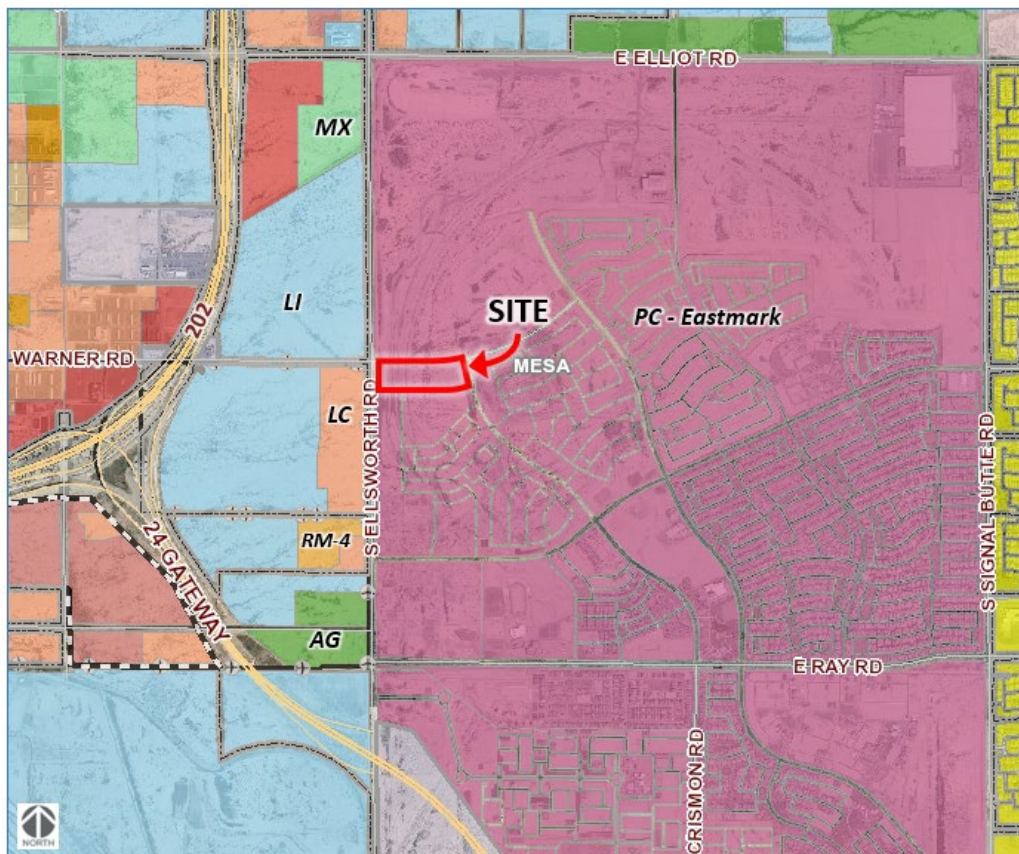 E ELLIOT RD
MX
202
LI
SITE
PC - Eastmark
WARNER RD
MESA
LC
S ELLSWORTH RD
S SIGNAL BUTTE RD
RM-4
24 GATEWAY
AG
E RAY RD
CRISMON RD
NORTH